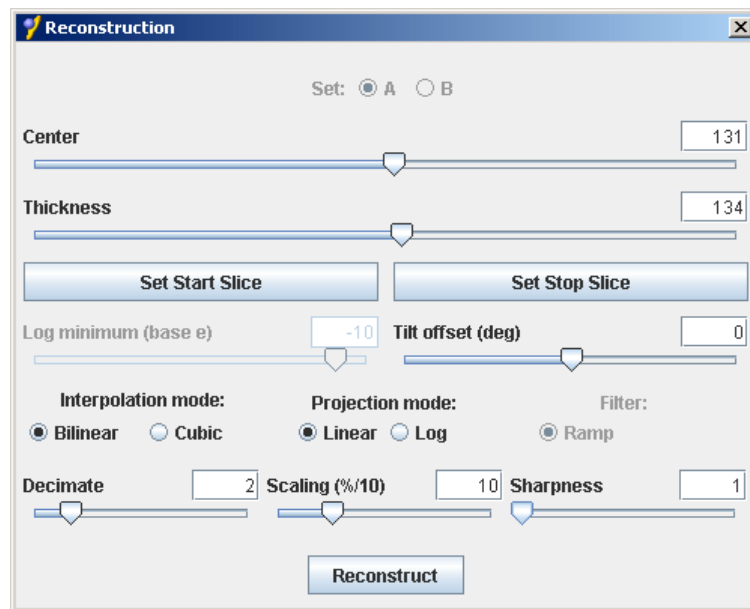 Reconstruction
Set: A B
Center 131
Thickness 134
Set Start Slice Set Stop Slice
Log minimum (base e) -10 Tilt offset (deg) 0
Interpolation mode: Projection mode: Filter:
Bilinear Cubic Linear Log Ramp
Decimate 2 Scaling (%/10) 10 Sharpness 1
Reconstruct